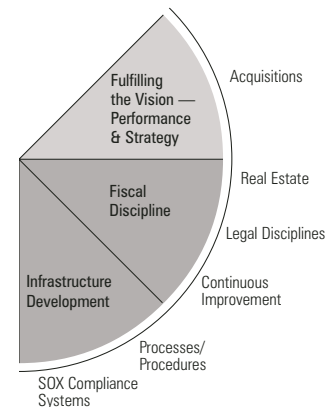 Fulfilling
the Vision —
Performance
& Strategy
Acquisitions
Real Estate
Fiscal
Discipline
Legal Disciplines
Continuous
Improvement
Infrastructure
Development
Processes/
Procedures
SOX Compliance
Systems